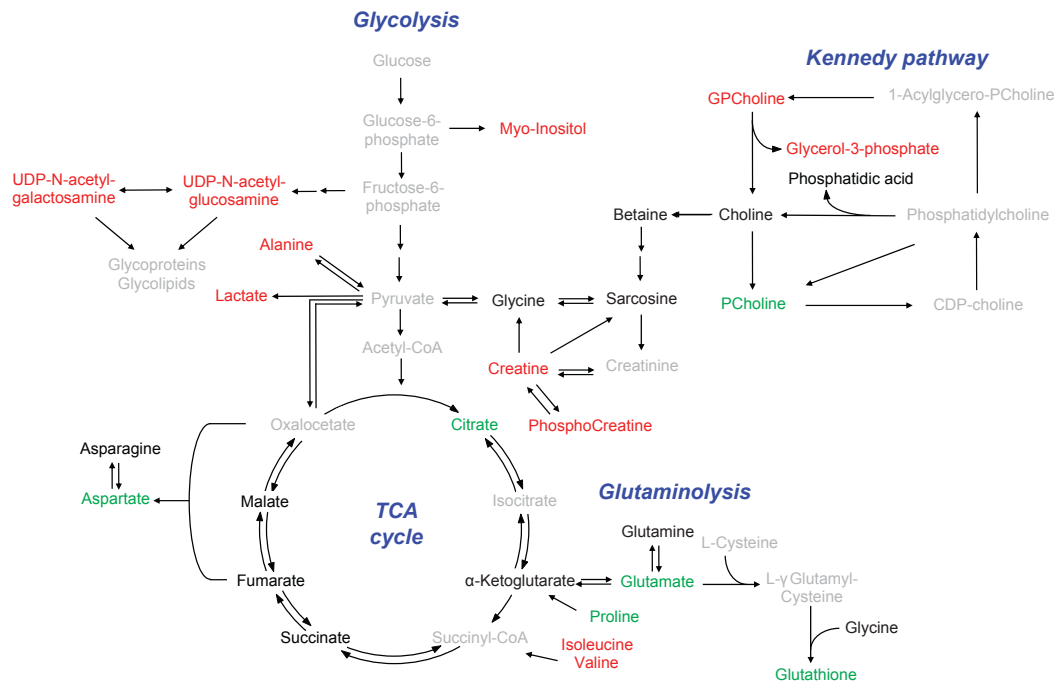 Glycolysis
Kennedy pathway
Glucose
GPCholine
1-Acylglycero-PCholine
Glucose-6-
phosphate
Myo-Inositol
Glycerol-3-phosphate
UDP-N-acetyl-
galactosamine
UDP-N-acetyl-
glucosamine
Fructose-6-
phosphate
Phosphatidic acid
Betaine
Choline
Phosphatidylcholine
Alanine
Glycoproteins
Glycolipids
Lactate
Pyruvate
Glycine
Sarcosine
PCholine
CDP-choline
Acetyl-CoA
Creatine
Creatinine
Oxalocetate
Citrate
PhosphoCreatine
Asparagine
Aspartate
Malate
TCA
cycle
Isocitrate
Glutaminolysis
Glutamine
L-Cysteine
Fumarate
α-Ketoglutarate
Glutamate
L-γ Glutamyl-
Cysteine
Proline
Succinate
Succinyl-CoA
Isoleucine
Valine
Glycine
Glutathione